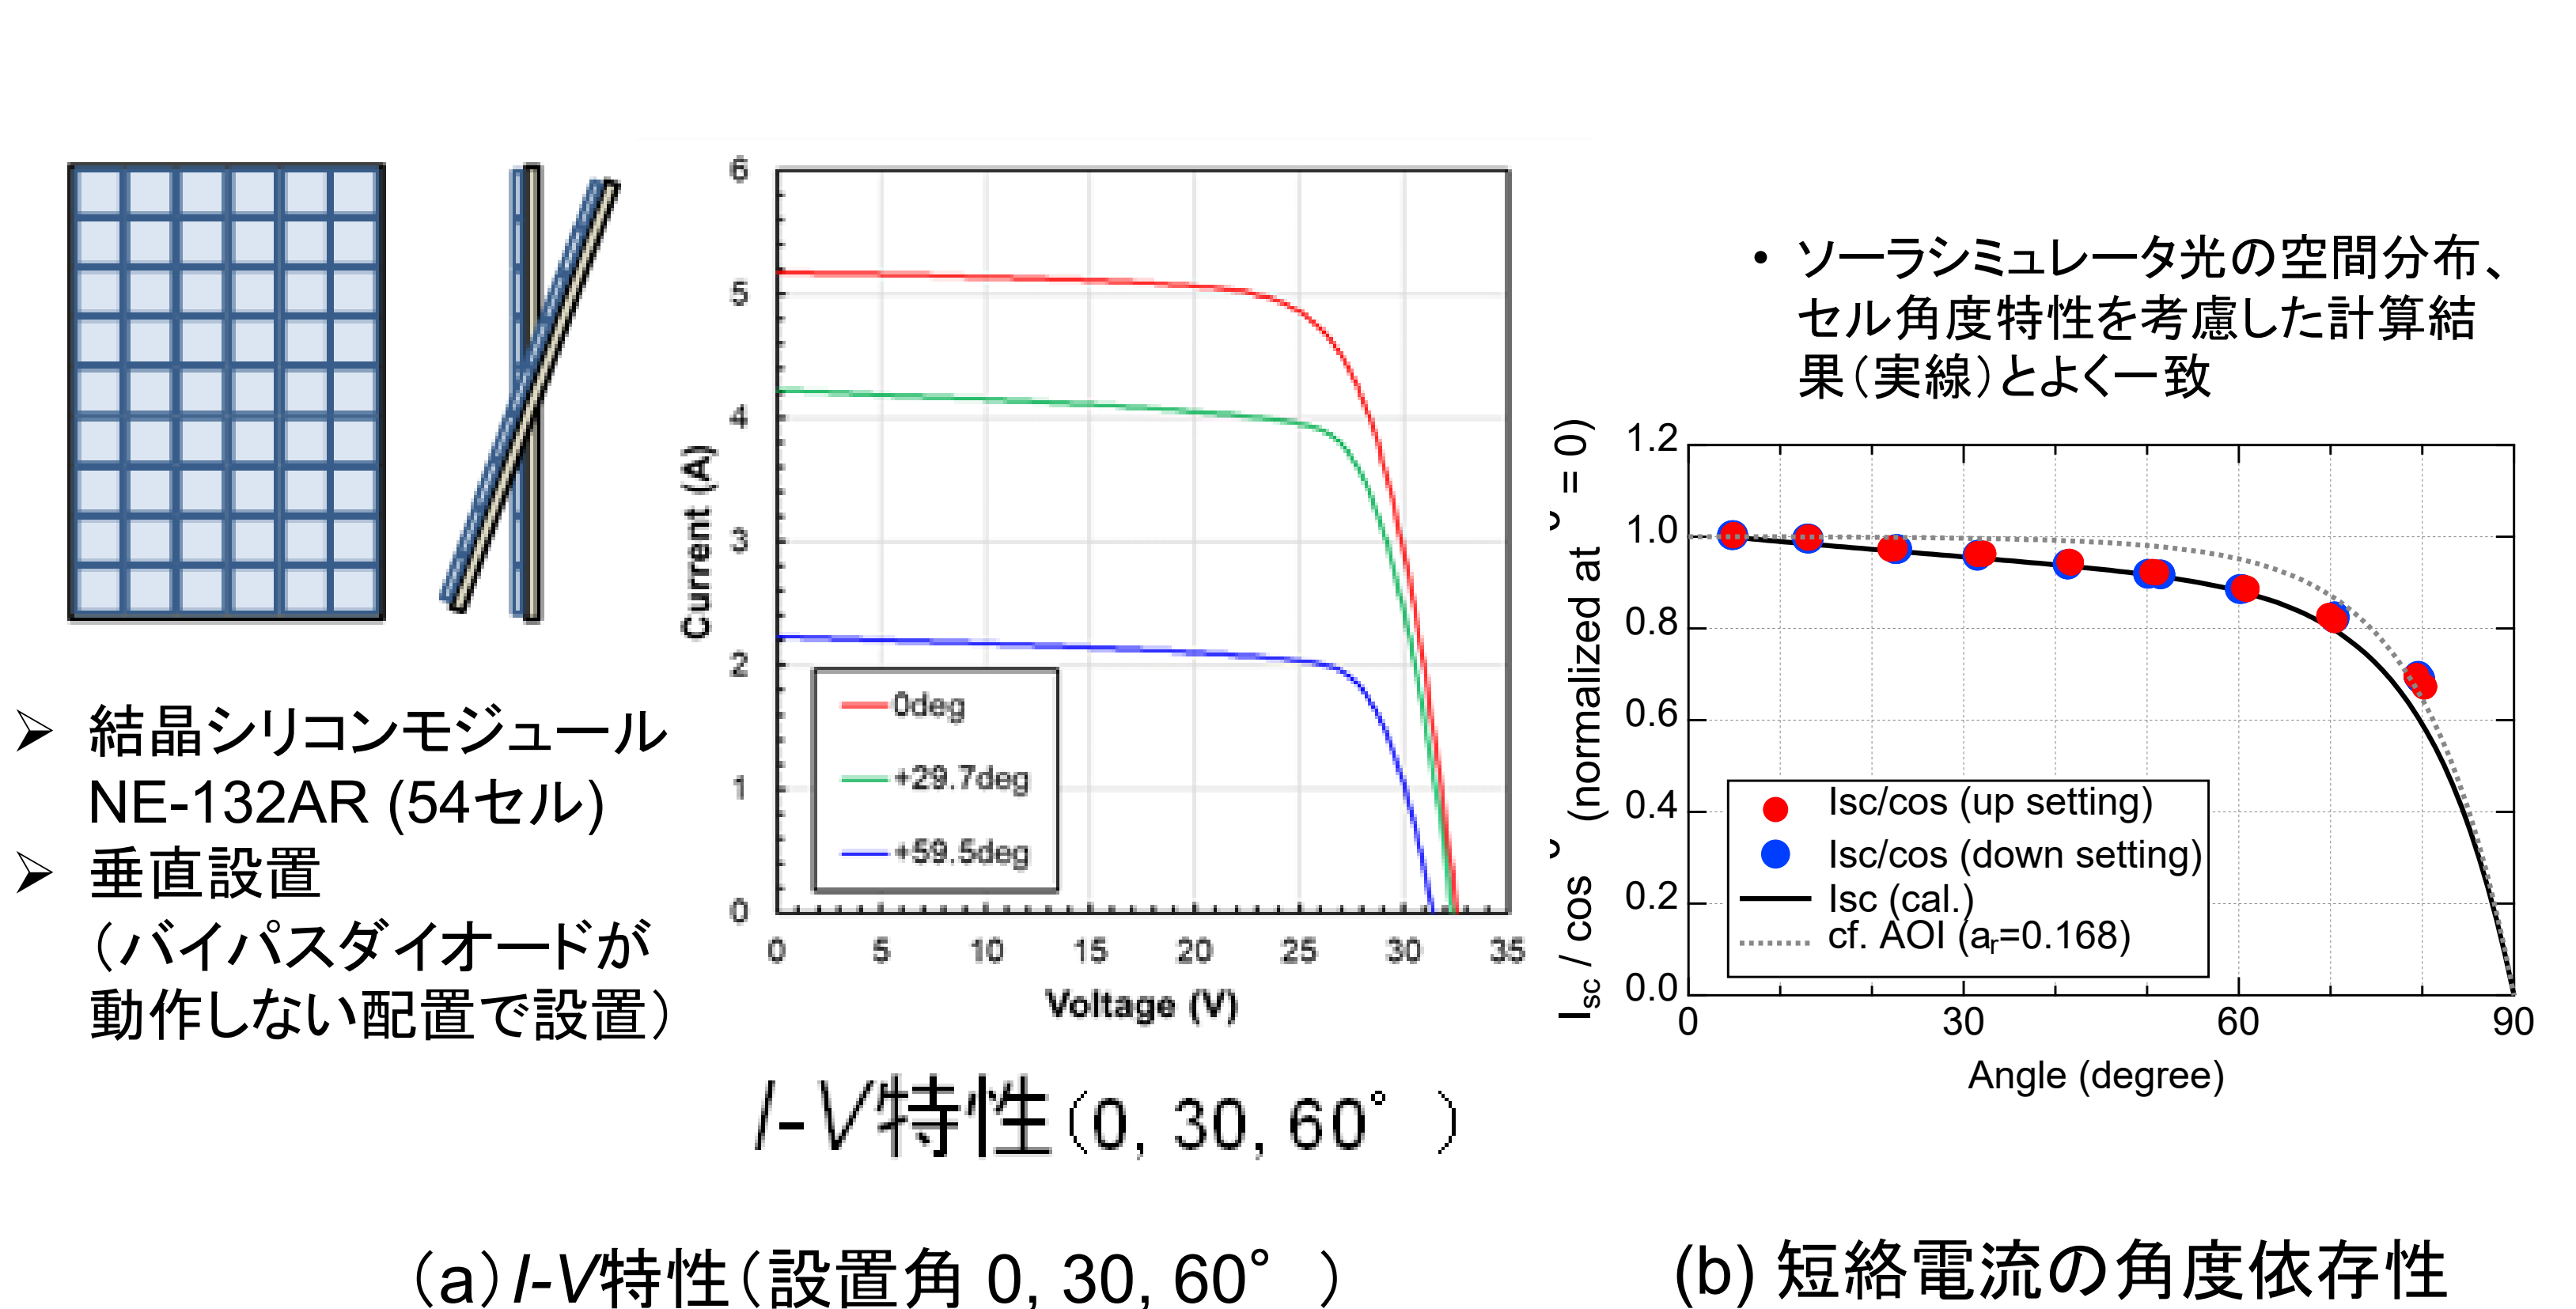 ➢ 結晶シリコンモジュール
NE-132AR (54セル)
➢ 垂直設置
（バイパスダイオードが
動作しない配置で設置）
6
5
4
3
2
1
0
Current (A)
0deg
+29.7deg
+59.5deg
0 5 10 15 20 25 30 35
Voltage (V)
I-V特性（0, 30, 60°）
（a）I-V特性（設置角 0, 30, 60°）
• ソーラシミュレータ光の空間分布、
セル角度特性を考慮した計算結
果（実線）とよく一致
Isc / cos (normalized at = 0)
1.2
1.0
0.8
0.6
0.4
0.2
0.0
Isc/cos (up setting)
Isc/cos (down setting)
Isc (cal.)
cf. AOI (ar=0.168)
0 30 60 90
Angle (degree)
(b) 短絡電流の角度依存性